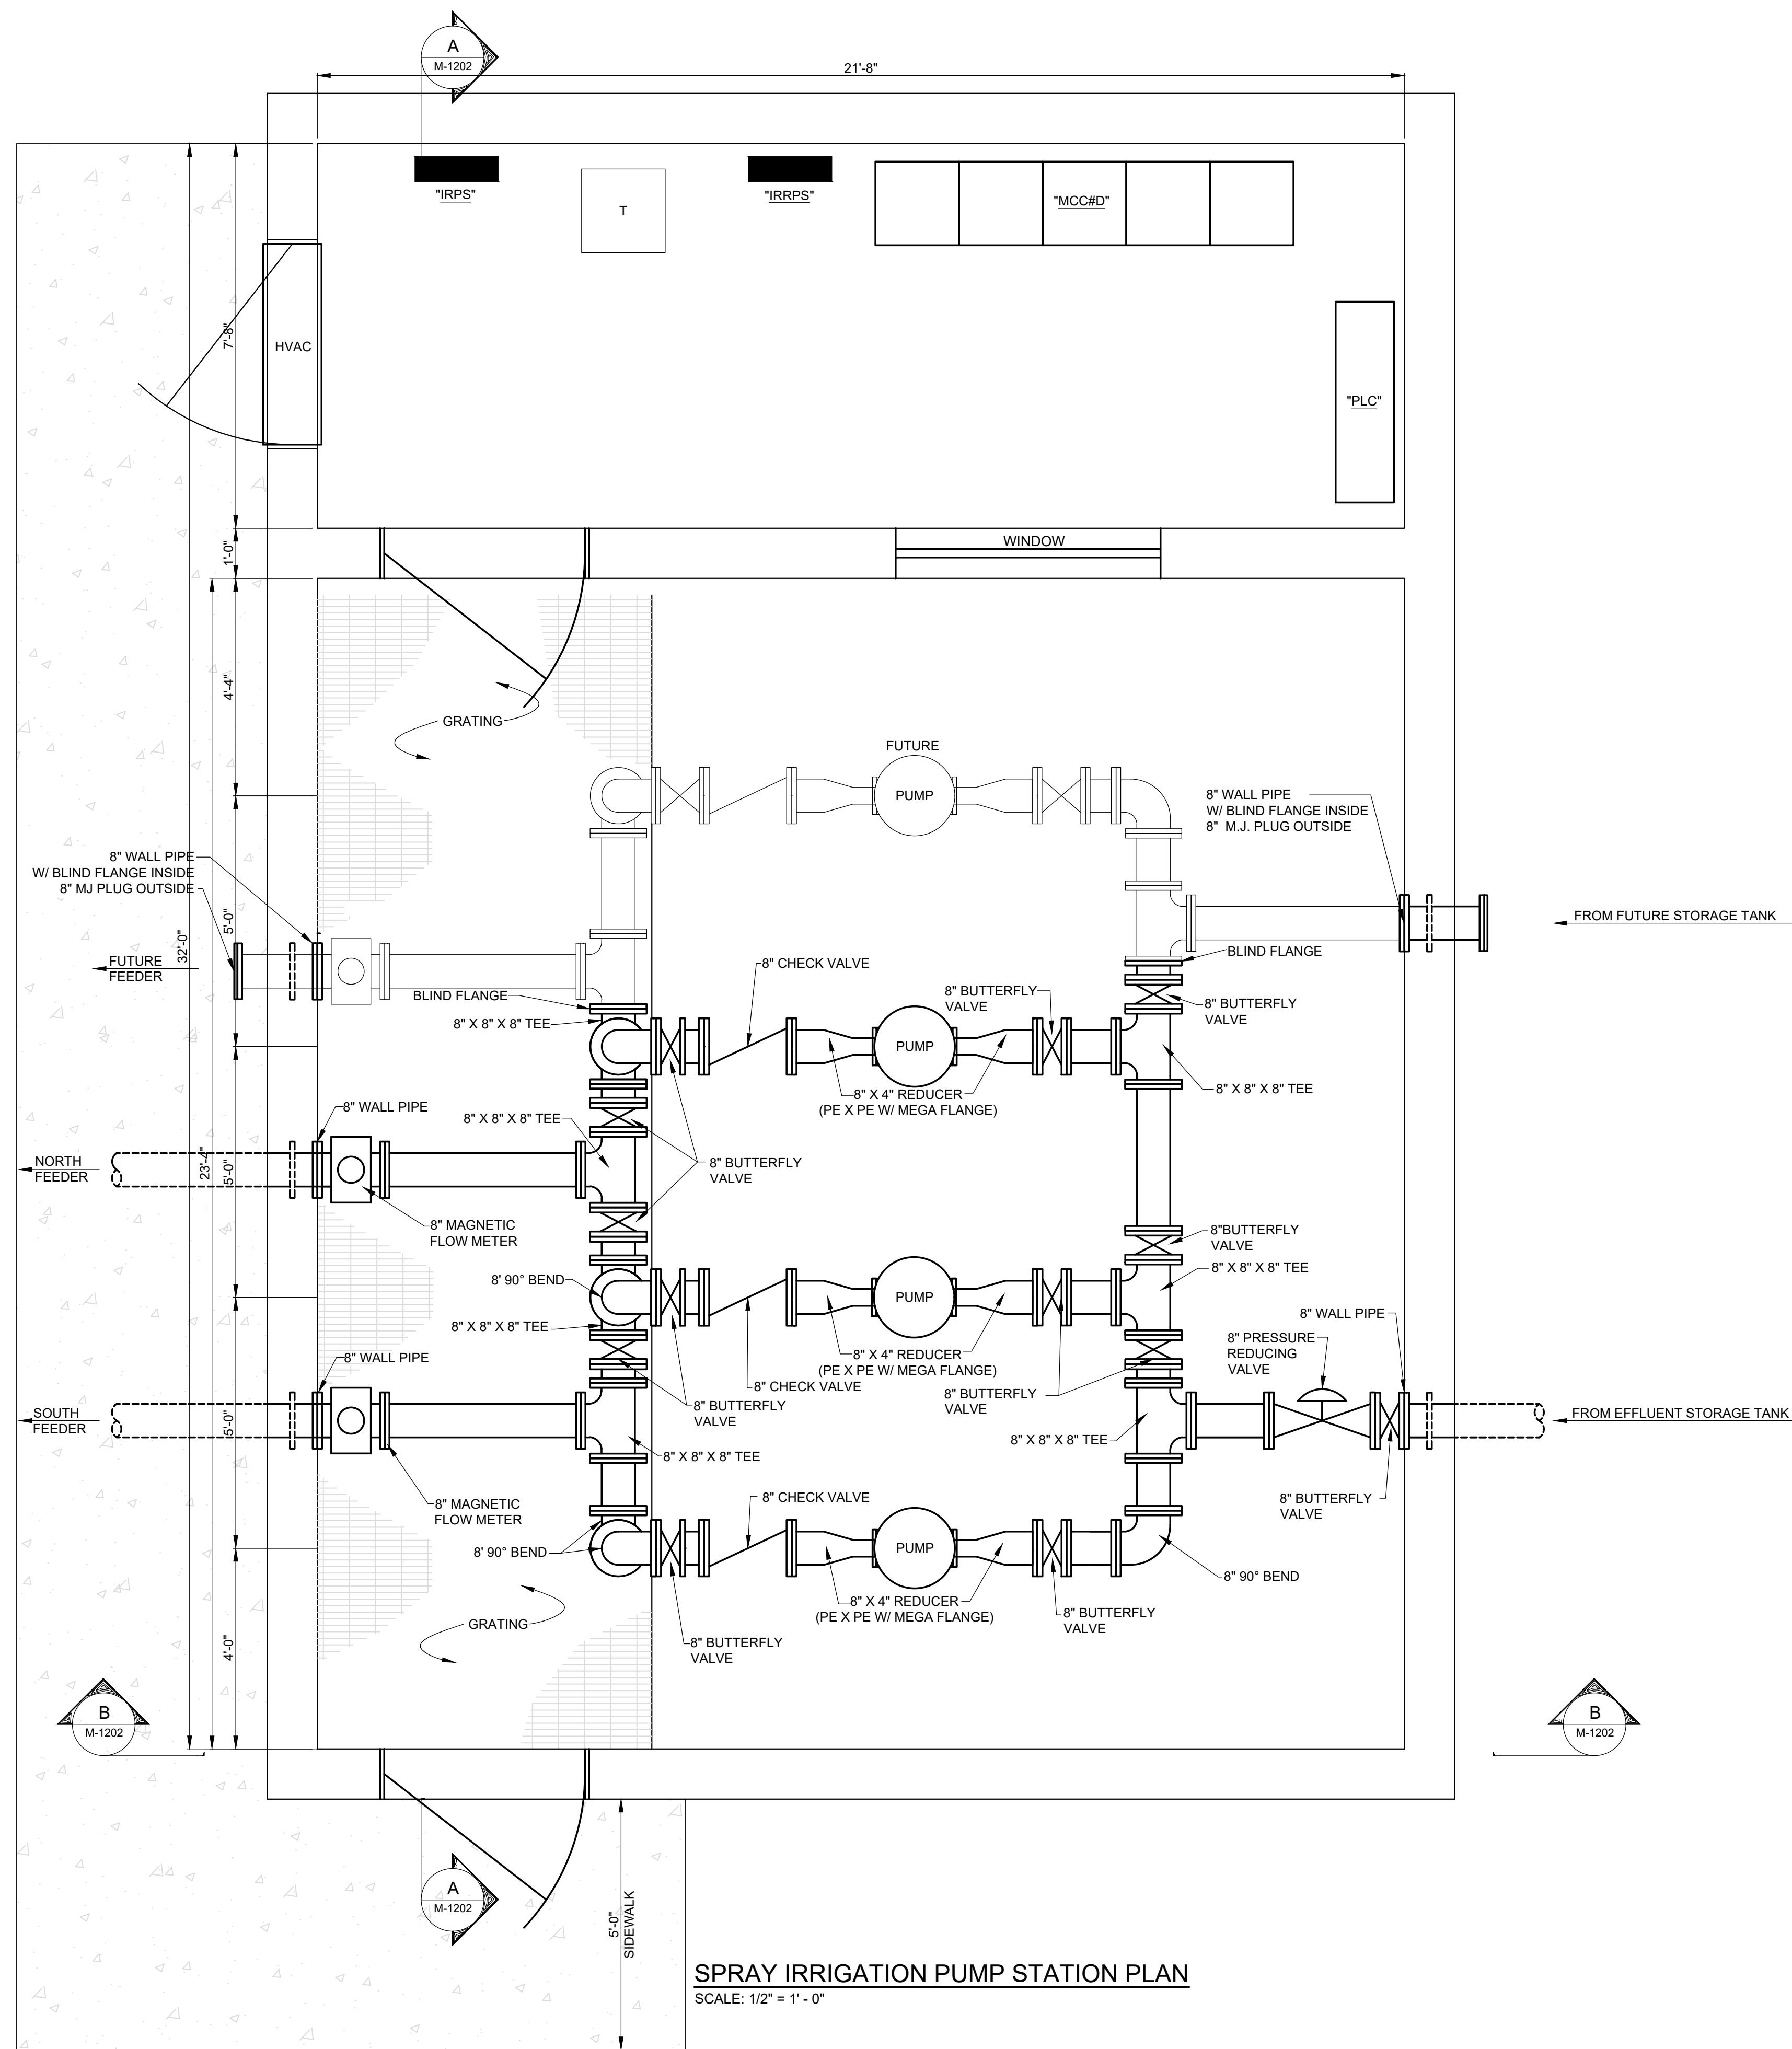 A
M-1202
21'-8"
"IRPS"
T
"IRRPS"
"MCC#D"
HVAC
7'-8"
"PLC"
1'-0"
WINDOW
4'-4"
GRATING
FUTURE
PUMP
8" WALL PIPE
W/ BLIND FLANGE INSIDE
8" M.J. PLUG OUTSIDE
8" WALL PIPE
W/ BLIND FLANGE INSIDE
8" MJ PLUG OUTSIDE
5'-0"
32'-0"
FROM FUTURE STORAGE TANK
FUTURE
FEEDER
BLIND FLANGE
8" CHECK VALVE
BLIND FLANGE
8" X 8" X 8" TEE
8" BUTTERFLY
VALVE
8" BUTTERFLY
VALVE
PUMP
8" X 4" REDUCER
(PE X PE W/ MEGA FLANGE)
8" X 8" X 8" TEE
8" WALL PIPE
8" X 8" X 8" TEE
NORTH
FEEDER
23'-4"
5'-0"
8" BUTTERFLY
VALVE
8" MAGNETIC
FLOW METER
8"BUTTERFLY
VALVE
8' 90° BEND
PUMP
8" X 8" X 8" TEE
8" X 8" X 8" TEE
8" WALL PIPE
8" WALL PIPE
8" X 4" REDUCER
(PE X PE W/ MEGA FLANGE)
8" PRESSURE
REDUCING
VALVE
8" CHECK VALVE
8" BUTTERFLY
VALVE
8" BUTTERFLY
VALVE
SOUTH
FEEDER
5'-0"
FROM EFFLUENT STORAGE TANK
8" X 8" X 8" TEE
8" X 8" X 8" TEE
8" MAGNETIC
FLOW METER
8" CHECK VALVE
8" BUTTERFLY
VALVE
8' 90° BEND
PUMP
8" 90° BEND
8" X 4" REDUCER
(PE X PE W/ MEGA FLANGE)
GRATING
8" BUTTERFLY
VALVE
8" BUTTERFLY
VALVE
4'-0"
B
M-1202
B
M-1202
A
M-1202
5'-0"
SIDEWALK
SPRAY IRRIGATION PUMP STATION PLAN
SCALE: 1/2" = 1' - 0"